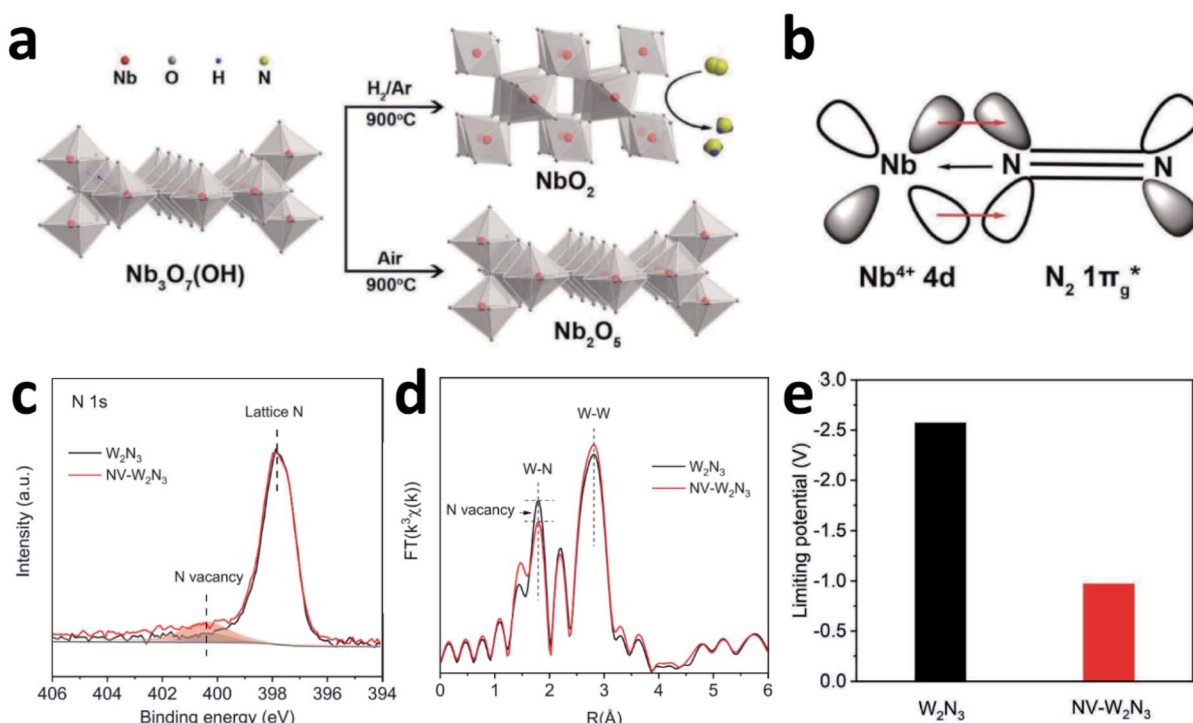 a
Nb O H N
H₂/Ar
900°C
NbO₂
Nb₃O₇(OH)
Air
900°C
Nb₂O₅
b
Nb N N
Nb⁴⁺ 4d N₂ 1πg*
c
N 1s
Lattice N
W₂N₃
NV-W₂N₃
N vacancy
Intensity (a.u.)
406 404 402 400 398 396 394
Binding energy (eV)
d
W-W
W-N
W₂N₃
NV-W₂N₃
N vacancy
FT(k³χ(k))
0 1 2 3 4 5 6
R(Å)
e
-3.0
-2.5
-2.0
-1.5
-1.0
-0.5
0.0
Limiting potential (V)
W₂N₃ NV-W₂N₃